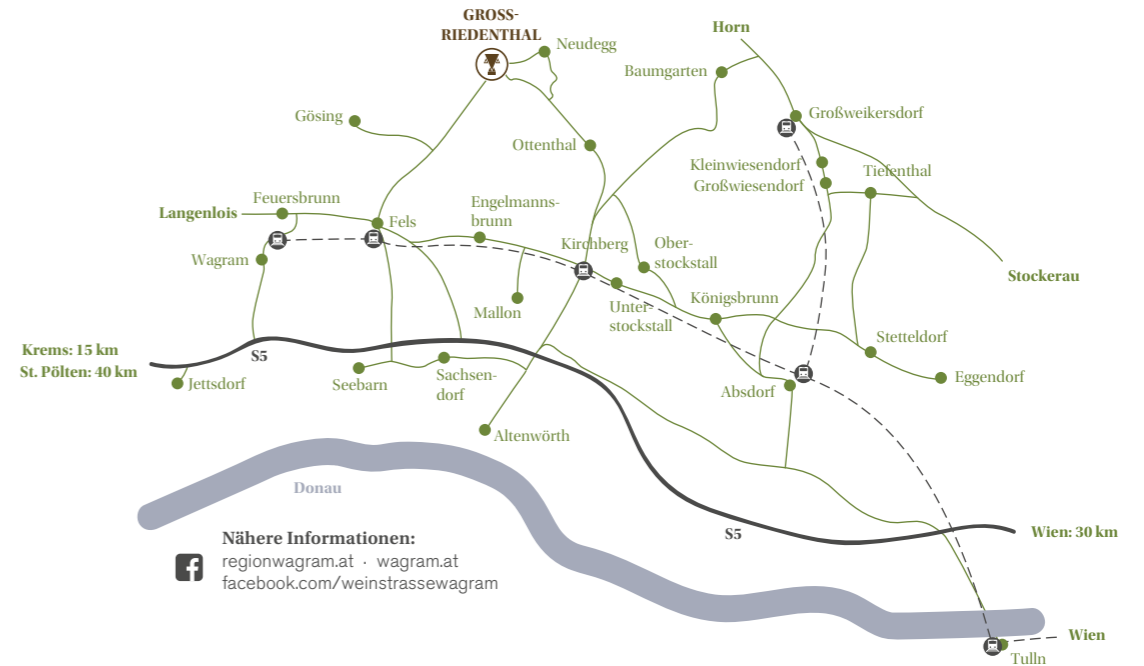 GROSS-
RIEDENTHAL
Neudegg
Horn
Baumgarten
Gösing
Großweikersdorf
Ottenthal
Kleinwiesendorf
Großwiesendorf
Tiefenthal
Feuersbrunn
Langenlois
Fels
Engelmanns-
brunn
Kirchberg
Ober-
stockstall
Wagram
Stockerau
Mallon
Unter-
stockstall
Königsbrunn
Stetteldorf
Krems: 15 km
St. Pölten: 40 km
S5
Jettsdorf
Seebarn
Sachsen-
dorf
Absdorf
Eggendorf
Altenwörth
Donau
S5
Wien: 30 km
Nähere Informationen:
regionwagram.at · wagram.at
facebook.com/weinstrassewagram
Wien
Tulln